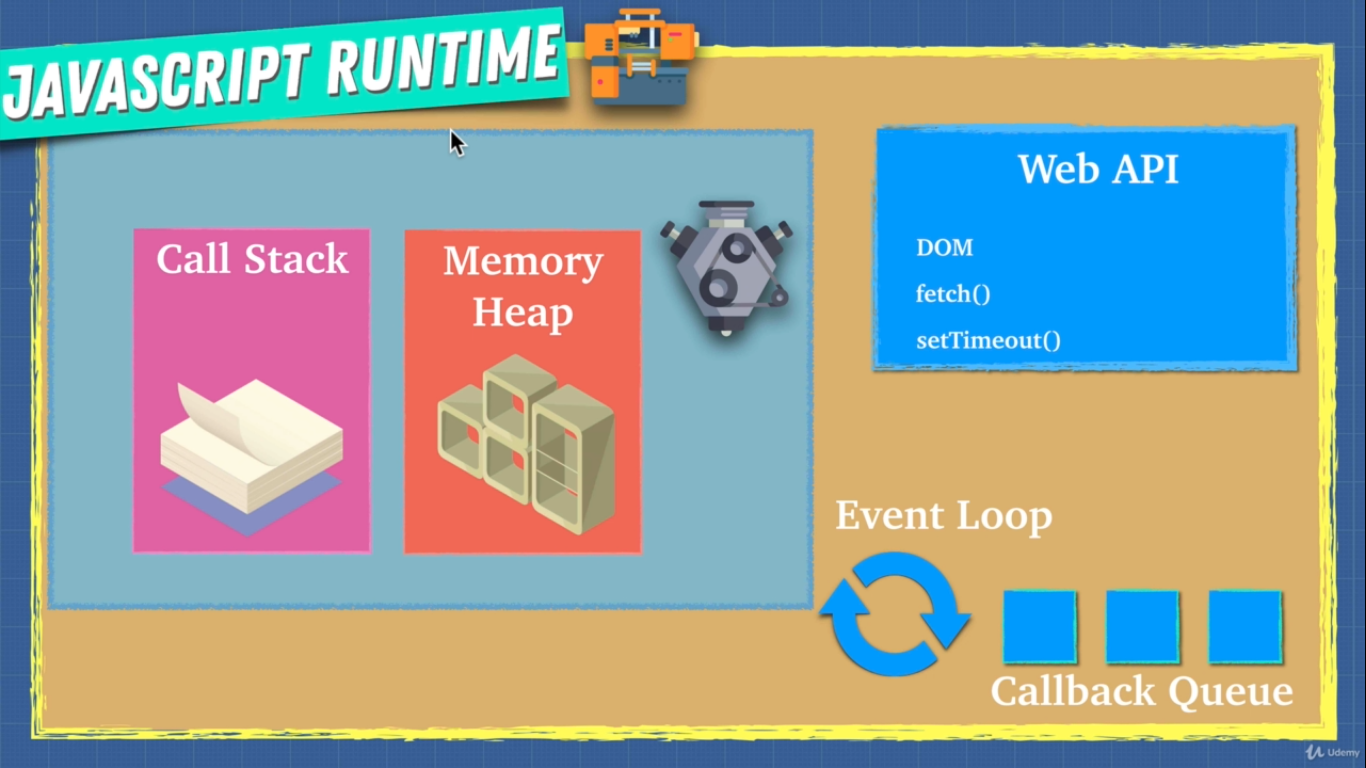 JAVASCRIPT RUNTIME
Call Stack
Memory
Heap
Web API
DOM
fetch()
setTimeout()
Event Loop
Callback Queue
Udemy